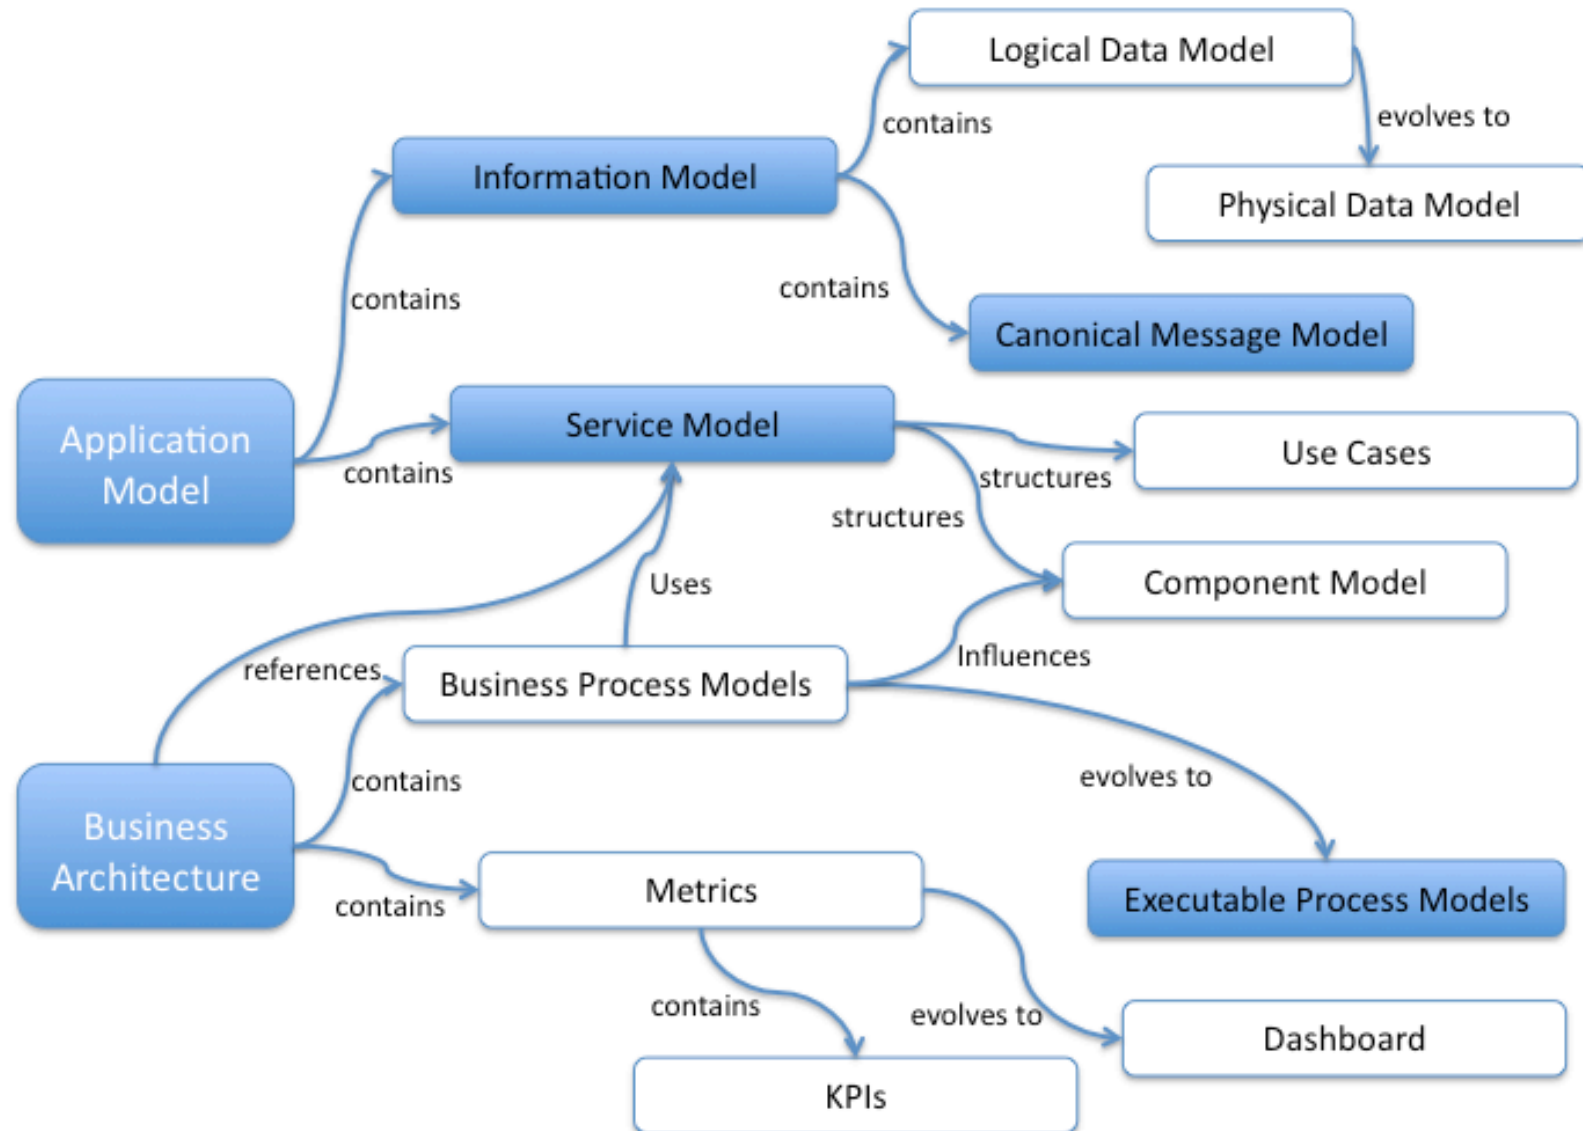 Logical Data Model
evolves to
contains
Information Model
Physical Data Model
contains
contains
Canonical Message Model
Application
Model
Service Model
contains
Use Cases
structures
structures
Uses
Component Model
references
Business Process Models
Influences
contains
evolves to
Business
Architecture
contains
Metrics
Executable Process Models
contains
evolves to
Dashboard
KPIs